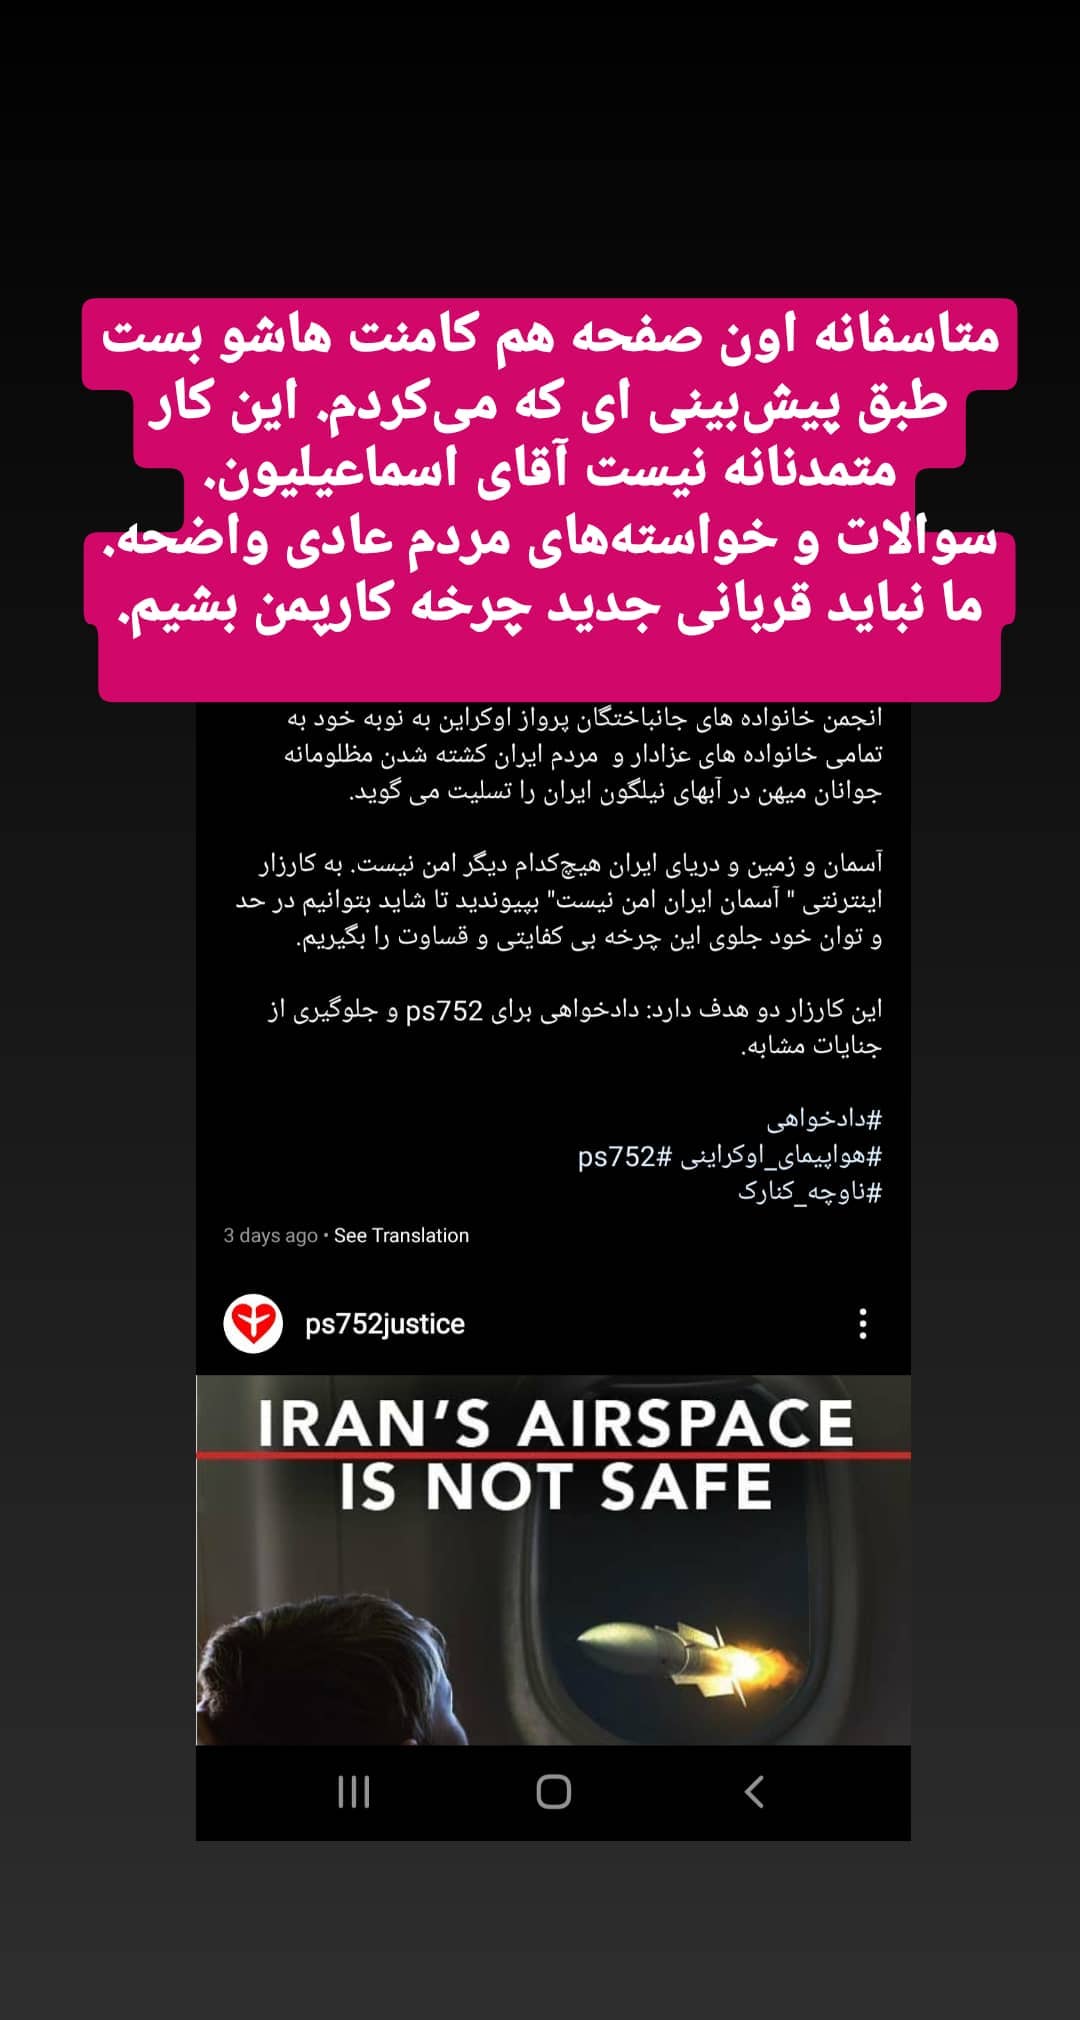 متاسفانه اون صفحه هم کامنت هاشو بست
طبق پیش‌بینی ای که می‌کردم. این کار
متمدنانه نیست آقای اسماعیلیون.
سوالات و خواسته‌های مردم عادی واضحه.
ما نباید قربانی جدید چرخه کارپمن بشیم.
انجمن خانواده های جانباختگان پرواز اوکراین به نوبه خود به
تمامی خانواده های عزادار و مردم ایران کشته شدن مظلومانه
جوانان میهن در آبهای نیلگون ایران را تسلیت می گوید.
آسمان و زمین و دریای ایران هیچ‌کدام دیگر امن نیست. به کارزار
اینترنتی " آسمان ایران امن نیست" بپیوندید تا شاید بتوانیم در حد
و توان خود جلوی این چرخه بی کفایتی و قساوت را بگیریم.
این کارزار دو هدف دارد: دادخواهی برای ps752 و جلوگیری از
جنایات مشابه.
#دادخواهی
#هواپیمای_اوکراینی #ps752
#ناوچه_کنارک
3 days ago • See Translation
ps752justice
IRAN'S AIRSPACE
IS NOT SAFE